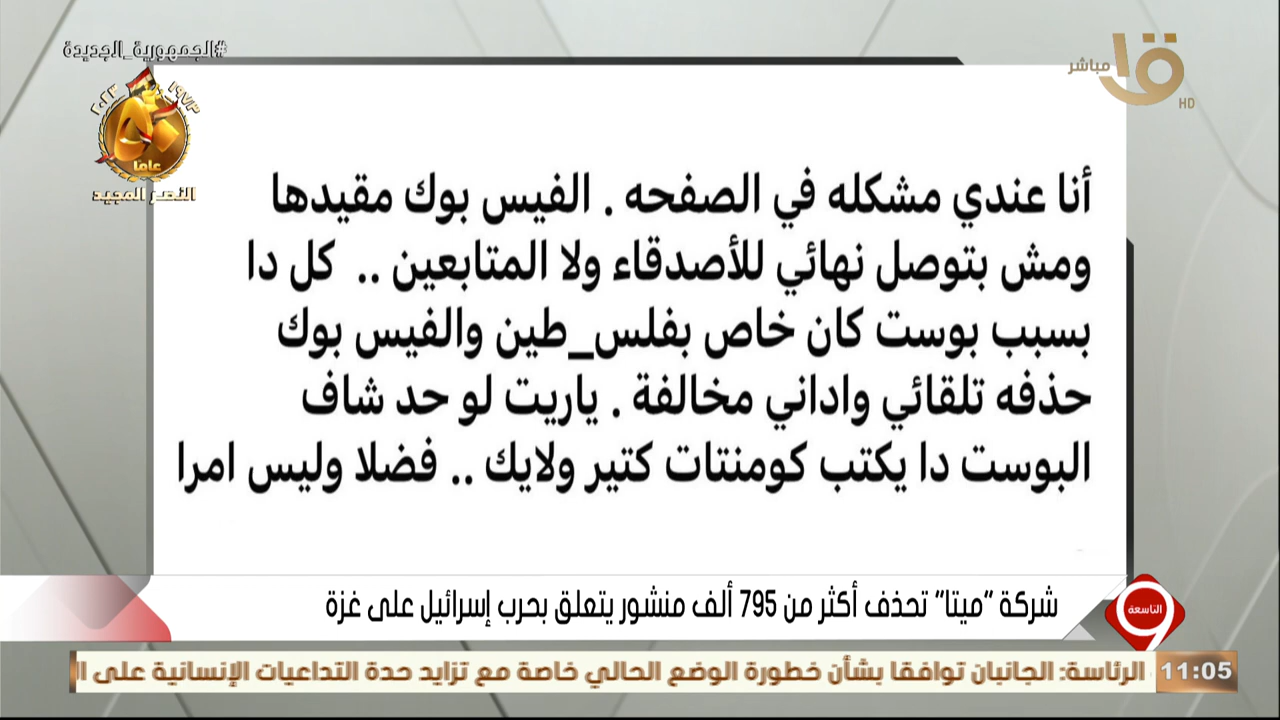 #الجمهورية_الجديدة
مباشر
HD
١٩٧٣
٢٠٢٣
٥٠
عاما
النصر المجيد
أنا عندي مشكله في الصفحه . الفيس بوك مقيدها
ومش بتوصل نهائي للأصدقاء ولا المتابعين .. كل دا
بسبب بوست كان خاص بفلس_طين والفيس بوك
حذفه تلقائي واداني مخالفة . ياريت لو حد شاف
البوست دا يكتب كومنتات كتير ولايك .. فضلا وليس امرا
شركة "ميتا" تحذف أكثر من 795 ألف منشور يتعلق بحرب إسرائيل على غزة
التاسعة
9
11:05
الرئاسة: الجانبان توافقا بشأن خطورة الوضع الحالي خاصة مع تزايد حدة التداعيات الإنسانية على